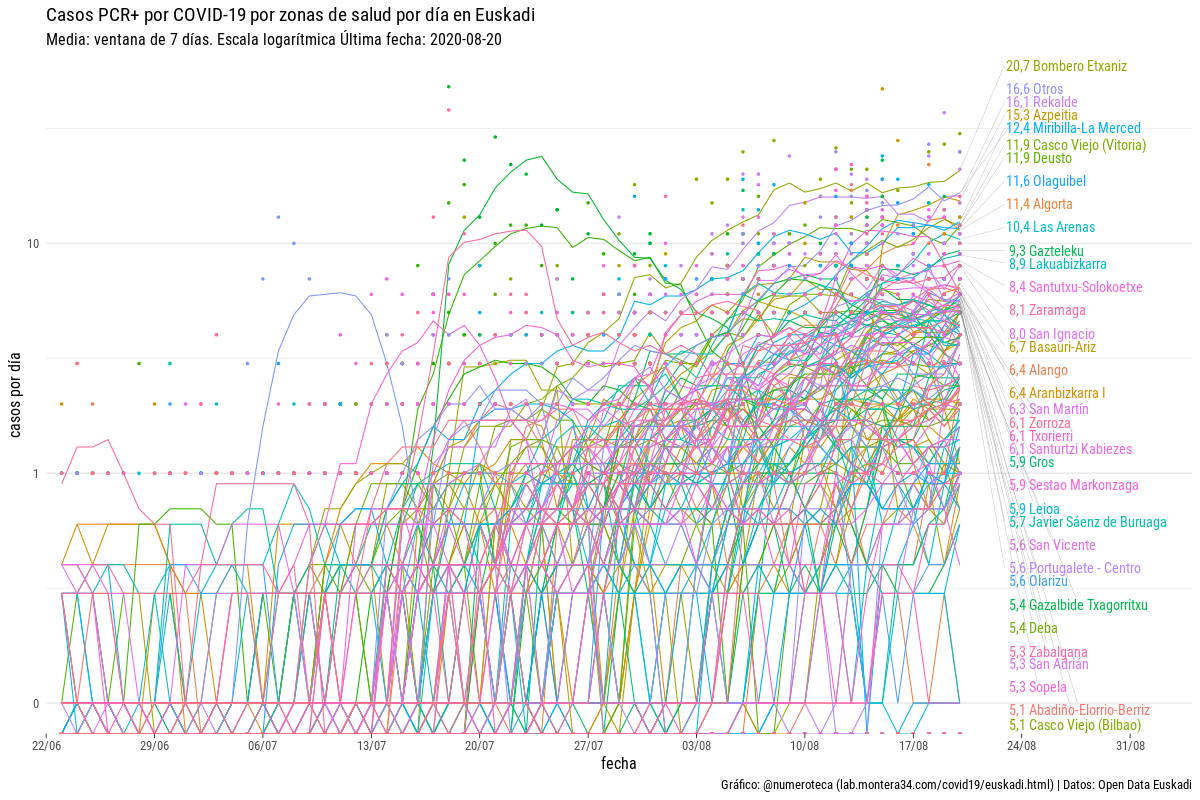 Casos PCR+ por COVID-19 por zonas de salud por día en Euskadi
Media: ventana de 7 días. Escala logarítmica Última fecha: 2020-08-20
20,7 Bombero Etxaniz
16,6 Otros
16,1 Rekalde
15,3 Azpeitia
12,4 Miribilla-La Merced
11,9 Casco Viejo (Vitoria)
11,9 Deusto
11,6 Olaguibel
11,4 Algorta
10,4 Las Arenas
9,3 Gazteleku
8,9 Lakuabizkarra
8,4 Santutxu-Solokoetxe
8,1 Zaramaga
8,0 San Ignacio
6,7 Basauri-Ariz
6,4 Alango
6,4 Aranbizkarra I
6,3 San Martín
6,1 Zorroza
6,1 Txorierri
6,1 Santurtzi Kabiezes
5,9 Gros
5,9 Sestao Markonzaga
5,9 Leioa
5,7 Javier Sáenz de Buruaga
5,6 San Vicente
5,6 Portugalete - Centro
5,6 Olarizu
5,4 Gazalbide Txagorritxu
5,4 Deba
5,3 Zabalgana
5,3 San Adrián
5,3 Sopela
5,1 Abadiño-Elorrio-Berriz
5,1 Casco Viejo (Bilbao)
10
1
0
casos por día
22/06 29/06 06/07 13/07 20/07 27/07 03/08 10/08 17/08 24/08 31/08
fecha
Gráfico: @numeroteca (lab.montera34.com/covid19/euskadi.html) | Datos: Open Data Euskadi